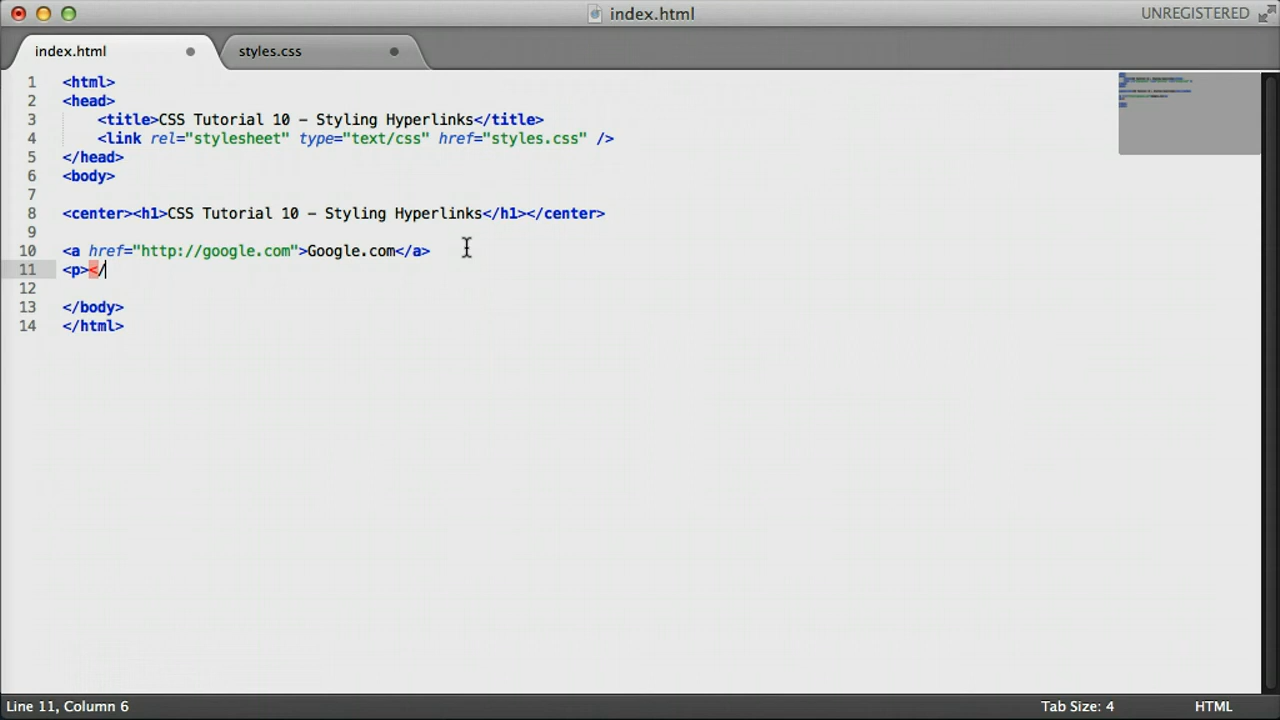 index.html
UNREGISTERED
index.html
styles.css
1 <html>
2 <head>
3     <title>CSS Tutorial 10 - Styling Hyperlinks</title>
4     <link rel="stylesheet" type="text/css" href="styles.css" />
5 </head>
6 <body>
7
8 <center><h1>CSS Tutorial 10 - Styling Hyperlinks</h1></center>
9
10 <a href="http://google.com">Google.com</a>
11 <p></
12
13 </body>
14 </html>
Line 11, Column 6
Tab Size: 4
HTML